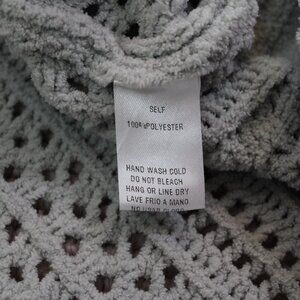 SELF
100% POLYESTER
HAND WASH COLD
DO NOT BLEACH
HANG OR LINE DRY
LAVE FRIO A MANO